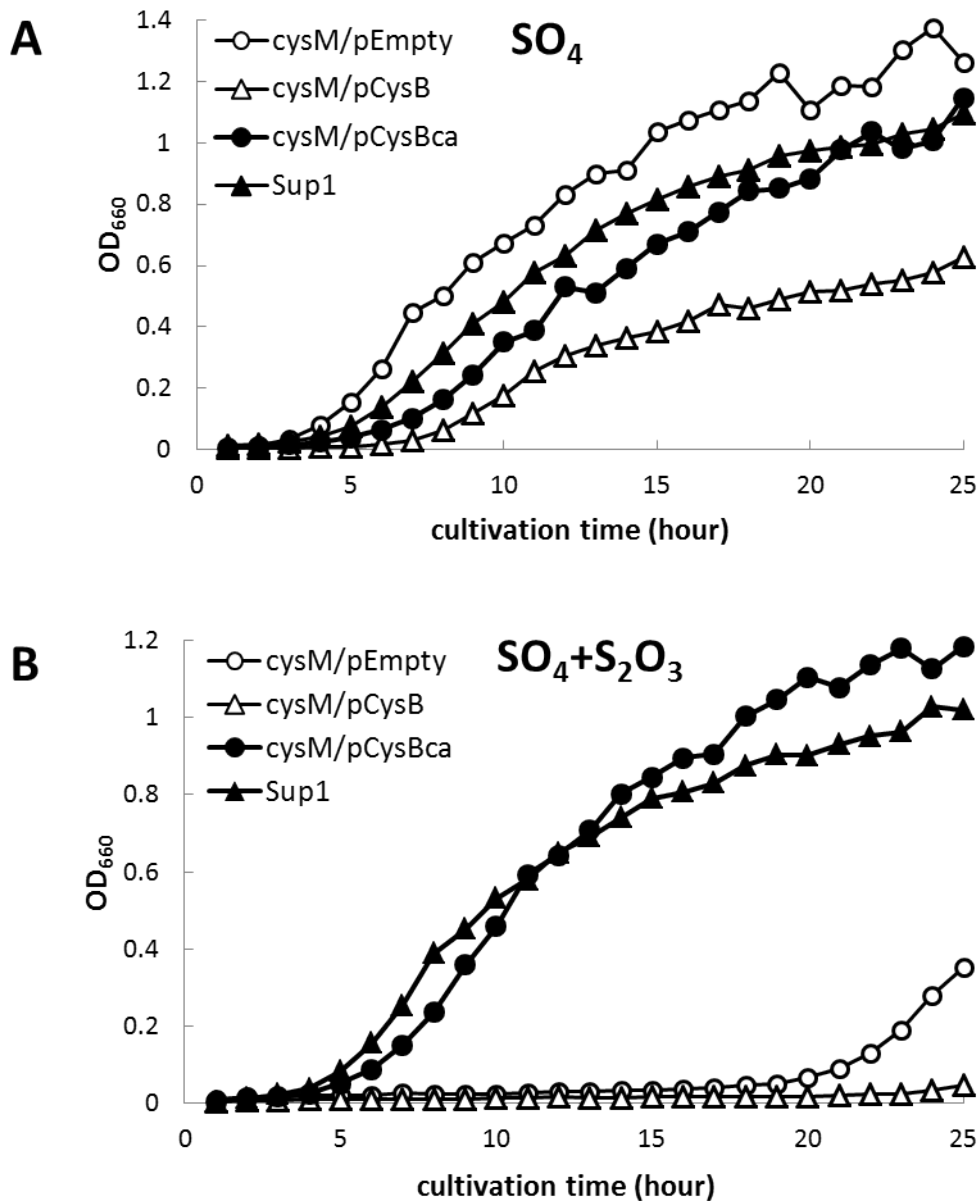 A
SO₄
1.4
1.2
1
0.8
0.6
0.4
0.2
0
OD₆₆₀
cysM/pEmpty
cysM/pCysB
cysM/pCysBca
Sup1
0 5 10 15 20 25
cultivation time (hour)
B
SO₄+S₂O₃
1.2
1
0.8
0.6
0.4
0.2
0
OD₆₆₀
cysM/pEmpty
cysM/pCysB
cysM/pCysBca
Sup1
0 5 10 15 20 25
cultivation time (hour)